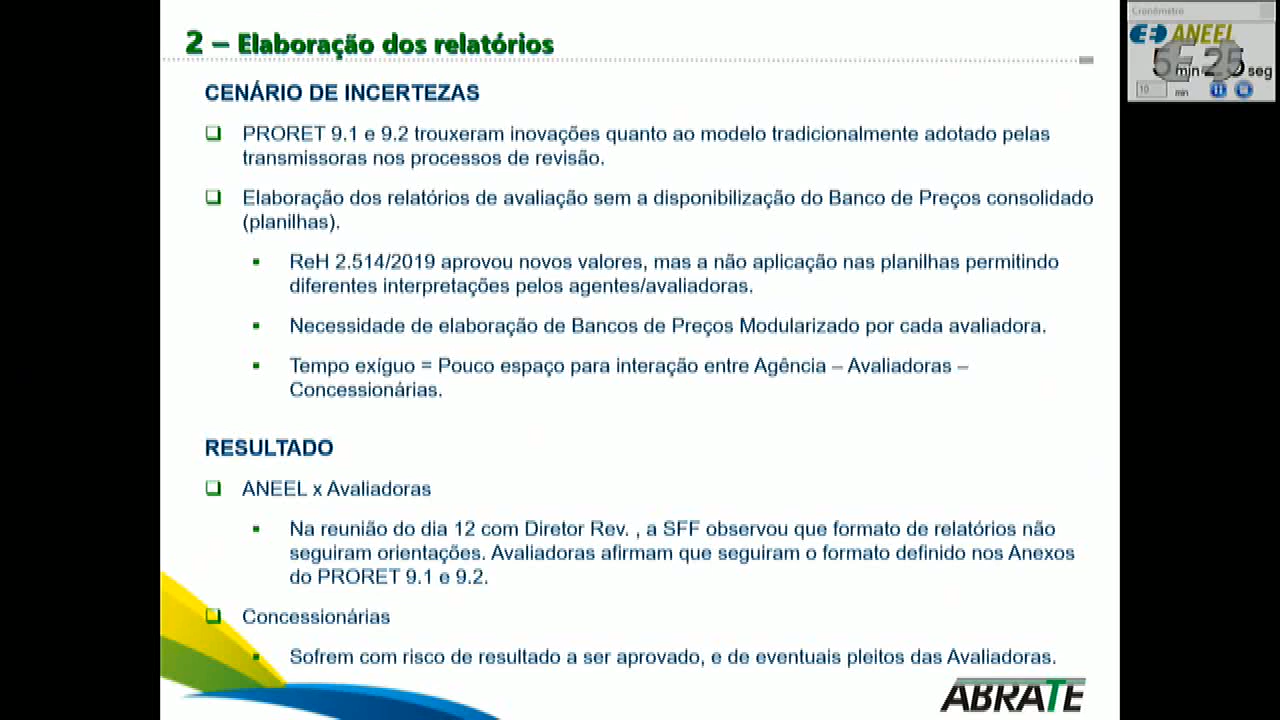 2 – Elaboração dos relatórios
Cronômetro
ANEEL
min
seg
10
min
CENÁRIO DE INCERTEZAS
PRORET 9.1 e 9.2 trouxeram inovações quanto ao modelo tradicionalmente adotado pelas
transmissoras nos processos de revisão.
Elaboração dos relatórios de avaliação sem a disponibilização do Banco de Preços consolidado
(planilhas).
ReH 2.514/2019 aprovou novos valores, mas a não aplicação nas planilhas permitindo
diferentes interpretações pelos agentes/avaliadoras.
Necessidade de elaboração de Bancos de Preços Modularizado por cada avaliadora.
Tempo exíguo = Pouco espaço para interação entre Agência – Avaliadoras –
Concessionárias.
RESULTADO
ANEEL x Avaliadoras
Na reunião do dia 12 com Diretor Rev. , a SFF observou que formato de relatórios não
seguiram orientações. Avaliadoras afirmam que seguiram o formato definido nos Anexos
do PRORET 9.1 e 9.2.
Concessionárias
Sofrem com risco de resultado a ser aprovado, e de eventuais pleitos das Avaliadoras.
ABRATE